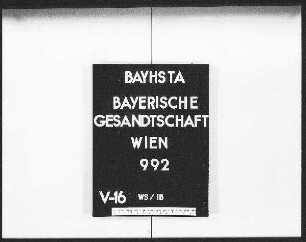 BAYHSTA
BAYERISCHE
GESANDTSCHAFT
WIEN
992
V-16 WS/IB